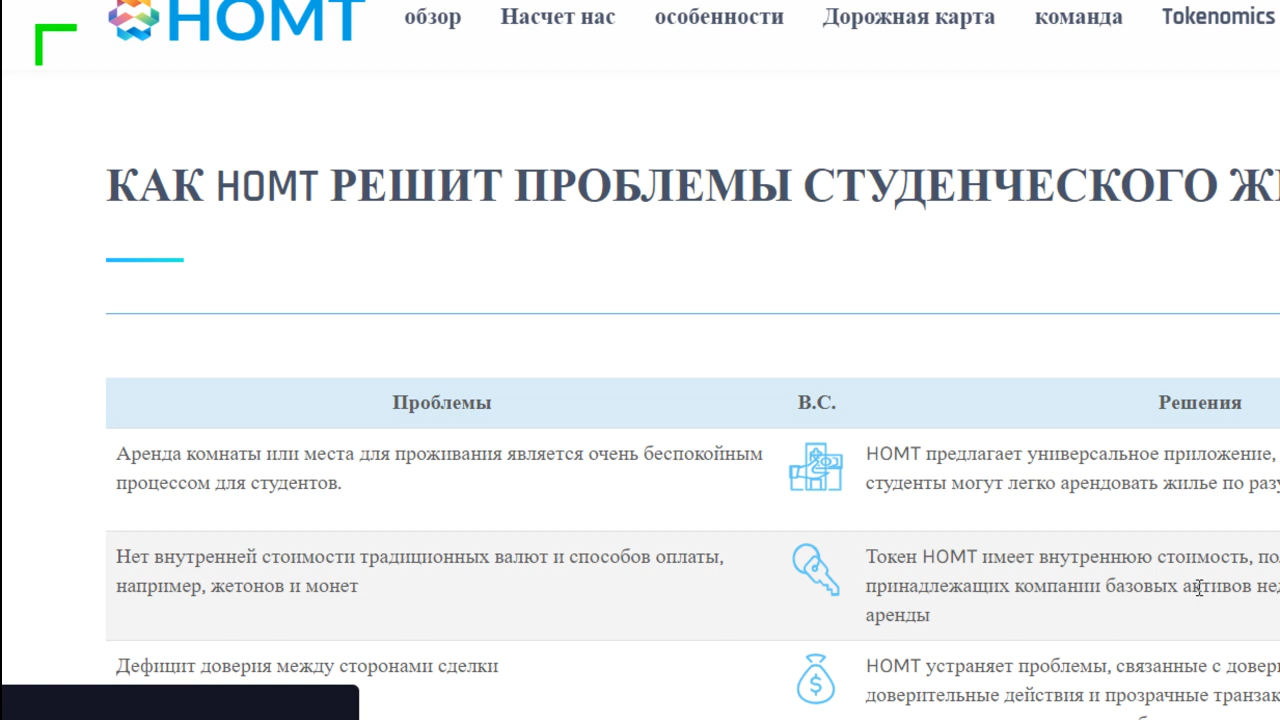 HOMT обзор Насчет нас особенности Дорожная карта команда Tokenomics
КАК HOMT РЕШИТ ПРОБЛЕМЫ СТУДЕНЧЕСКОГО
Проблемы В.С. Решения
Аренда комнаты или места для проживания является очень беспокойным
процессом для студентов.
HOMT предлагает универсальное приложение,
студенты могут легко арендовать жилье по
Нет внутренней стоимости традиционных валют и способов оплаты,
например, жетонов и монет
Токен HOMT имеет внутреннюю стоимость,
принадлежащих компании базовых активов
аренды
Дефицит доверия между сторонами сделки
HOMT устраняет проблемы, связанные с
доверительные действия и прозрачные